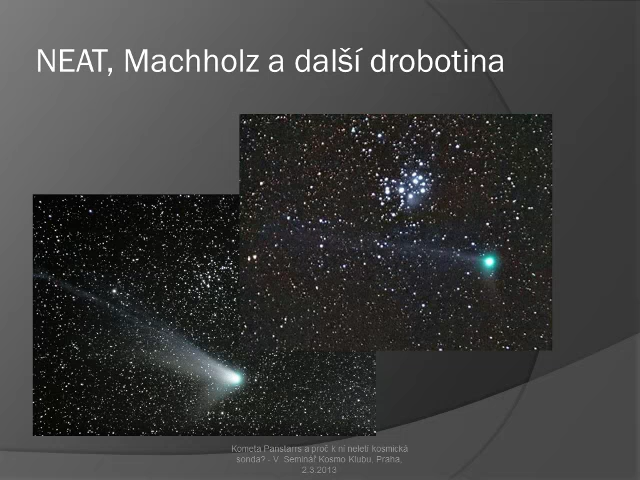 NEAT, Machholz a další drobotina
Kometa Panstarrs a proč k ní neletí kosmická
sonda? - V. Seminář Kosmo Klubu, Praha,
2.3.2013